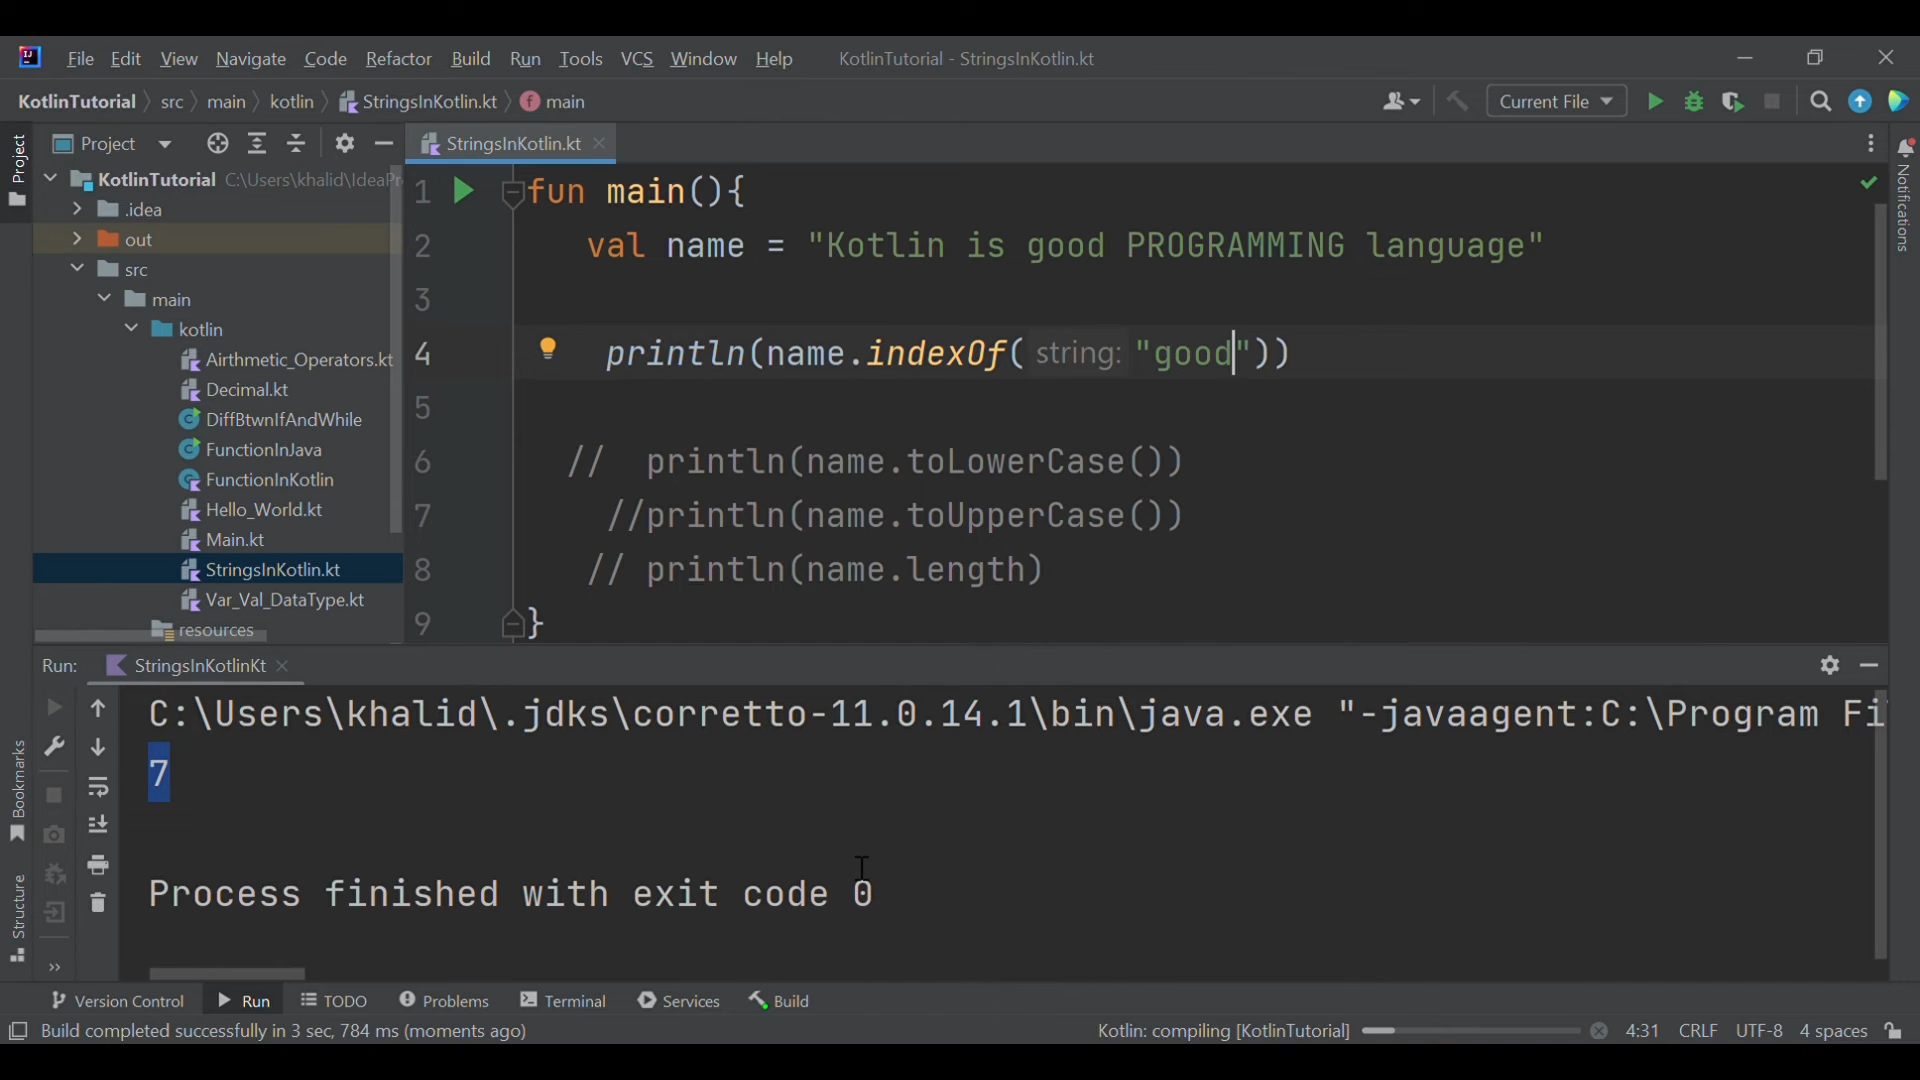 File Edit View Navigate Code Refactor Build Run Tools VCS Window Help KotlinTutorial - StringsInKotlin.kt
KotlinTutorial src main kotlin StringsInKotlin.kt main Current File
Project StringsInKotlin.kt
Project
Notifications
KotlinTutorial C:\Users\khalid\IdeaPr
.idea
out
src
main
kotlin
Airthmetic_Operators.kt
Decimal.kt
DiffBtwnIfAndWhile
FunctionInJava
FunctionInKotlin
Hello_World.kt
Main.kt
StringsInKotlin.kt
Var_Val_DataType.kt
resources
1 fun main(){
2 val name = "Kotlin is good PROGRAMMING language"
3
4 println(name.indexOf( string: "good"))
5
6 // println(name.toLowerCase())
7 //println(name.toUpperCase())
8 // println(name.length)
9 }
Run: StringsInKotlinKt
C:\Users\khalid\.jdks\corretto-11.0.14.1\bin\java.exe "-javaagent:C:\Program Fi
7
Process finished with exit code 0
Bookmarks
Structure
Version Control Run TODO Problems Terminal Services Build
Build completed successfully in 3 sec, 784 ms (moments ago) Kotlin: compiling [KotlinTutorial] 4:31 CRLF UTF-8 4 spaces